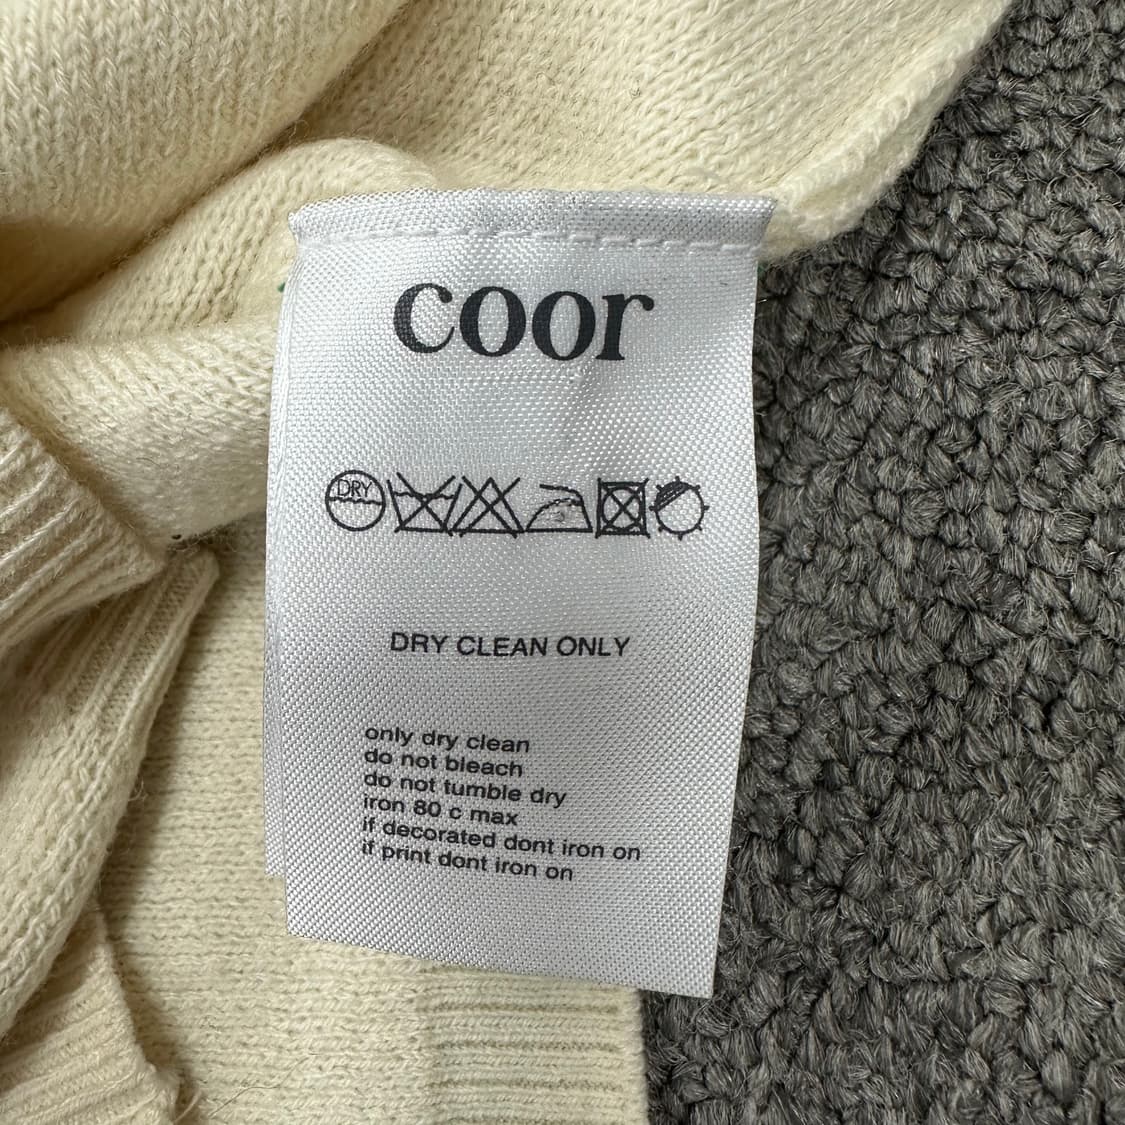 coor
DRY
DRY CLEAN ONLY
only dry clean
do not bleach
do not tumble dry
iron 80 c max
if decorated dont iron on
if print dont iron on